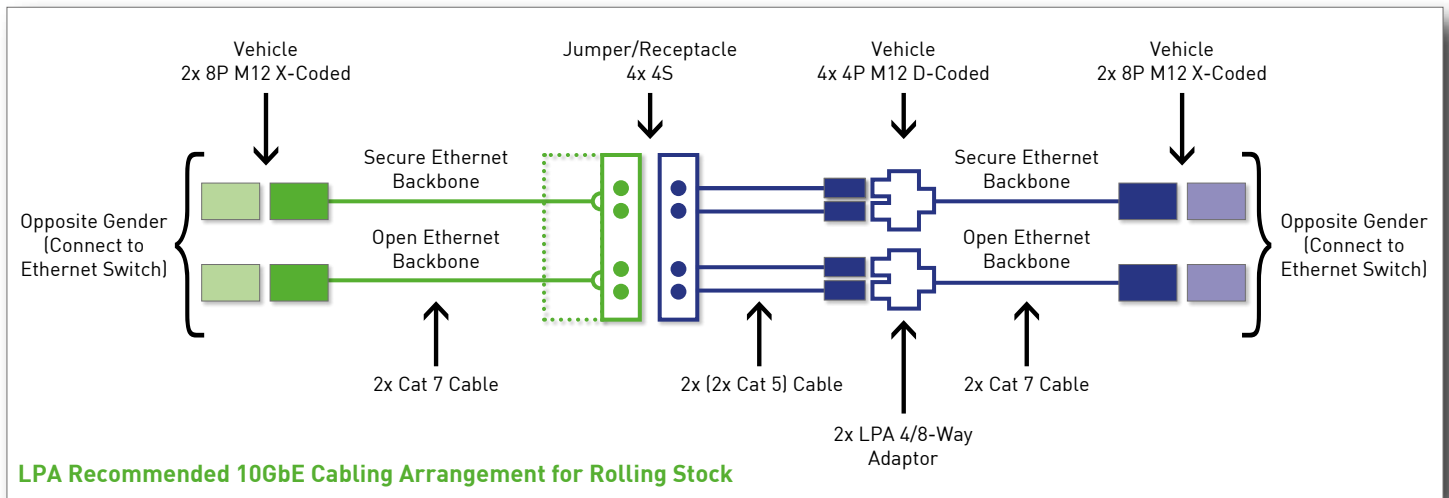 Vehicle
2x 8P M12 X-Coded
Jumper/Receptacle
4x 4S
Vehicle
4x 4P M12 D-Coded
Vehicle
2x 8P M12 X-Coded
Opposite Gender
(Connect to
Ethernet Switch)
Secure Ethernet
Backbone
Open Ethernet
Backbone
Secure Ethernet
Backbone
Open Ethernet
Backbone
Opposite Gender
(Connect to
Ethernet Switch)
2x Cat 7 Cable
2x (2x Cat 5) Cable
2x Cat 7 Cable
2x LPA 4/8-Way
Adaptor
LPA Recommended 10GbE Cabling Arrangement for Rolling Stock